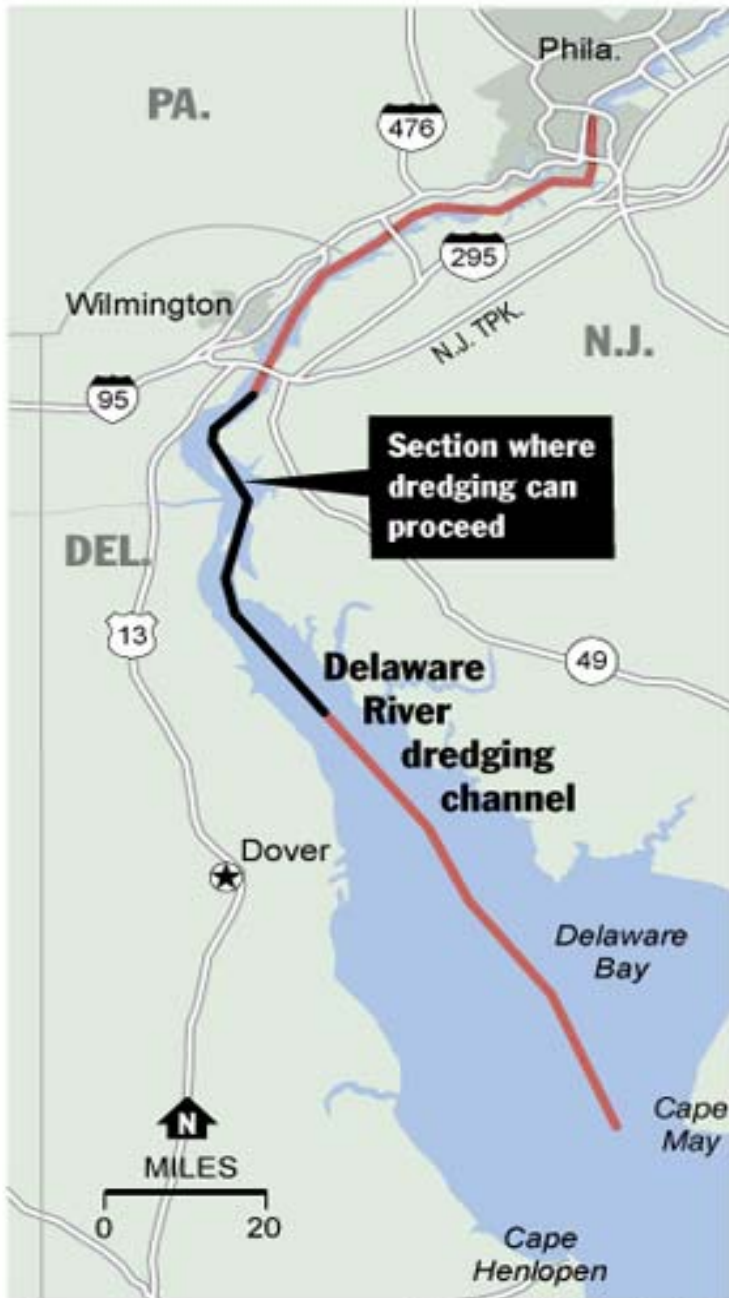 Phila.
PA.
476
295
Wilmington
N.J. TPK.
N.J.
95
Section where
dredging can
proceed
DEL.
13
49
Delaware
River
dredging
channel
Dover
Delaware
Bay
N
MILES
0 20
Cape
May
Cape
Henlopen